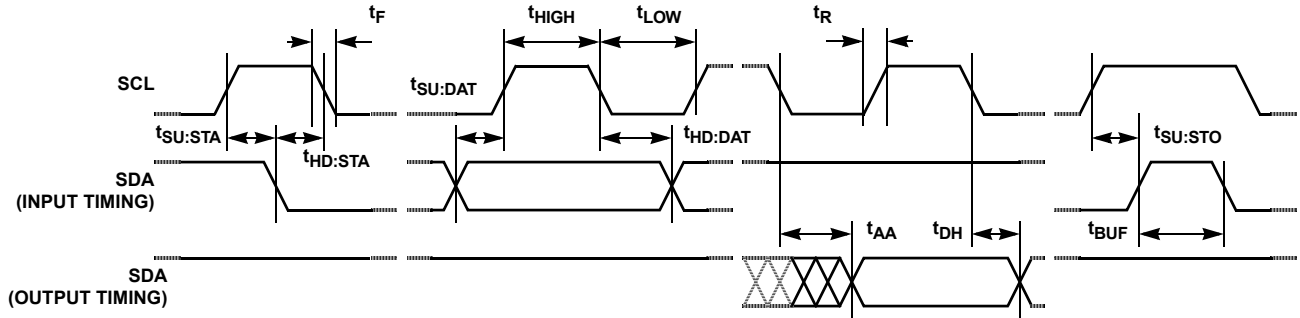 tF
tHIGH
tLOW
tR
SCL
tSU:DAT
tSU:STA
tHD:STA
tHD:DAT
tSU:STO
SDA
(INPUT TIMING)
tAA
tDH
tBUF
SDA
(OUTPUT TIMING)